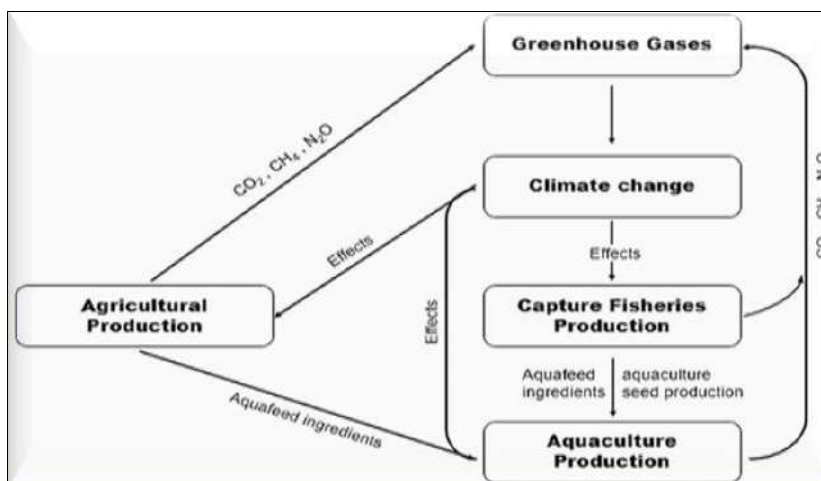 Greenhouse Gases
CO₂ , CH₄ , N₂O
Climate change
Effects
Effects
Effects
Agricultural
Production
Capture Fisheries
Production
Aquafeed
ingredients
aquaculture
seed production
Aquafeed ingredients
Aquaculture
Production